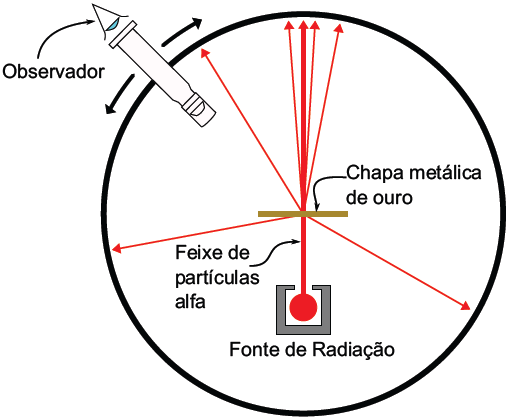 Observador
Chapa metálica
de ouro
Feixe de
partículas
alfa
Fonte de Radiação